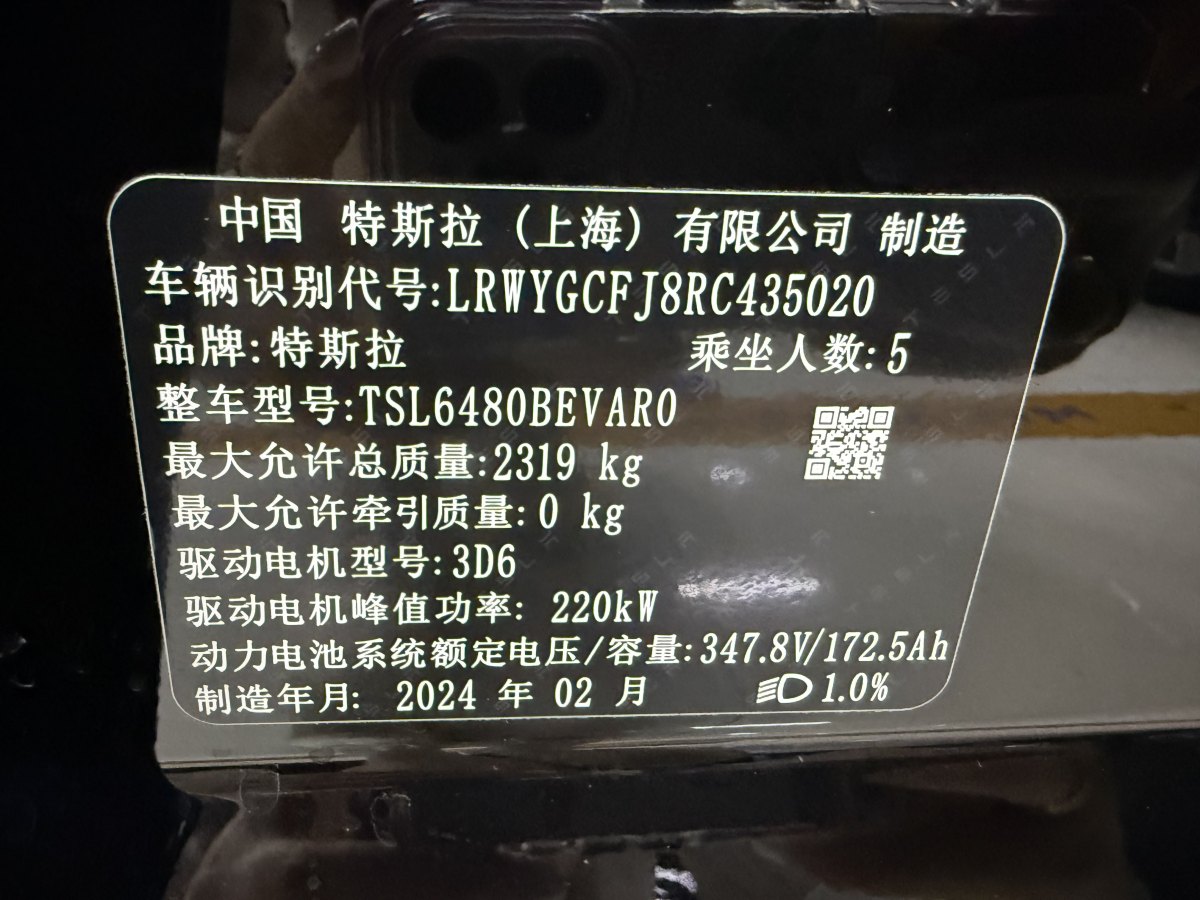 中国 特斯拉（上海）有限公司 制造
车辆识别代号:LRWYGCFJ8RC435020
品牌:特斯拉 乘坐人数:5
整车型号:TSL6480BEVAR0
最大允许总质量:2319 kg
最大允许牵引质量:0 kg
驱动电机型号:3D6
驱动电机峰值功率: 220kW
动力电池系统额定电压/容量:347.8V/172.5Ah
制造年月: 2024 年 02 月 1.0%